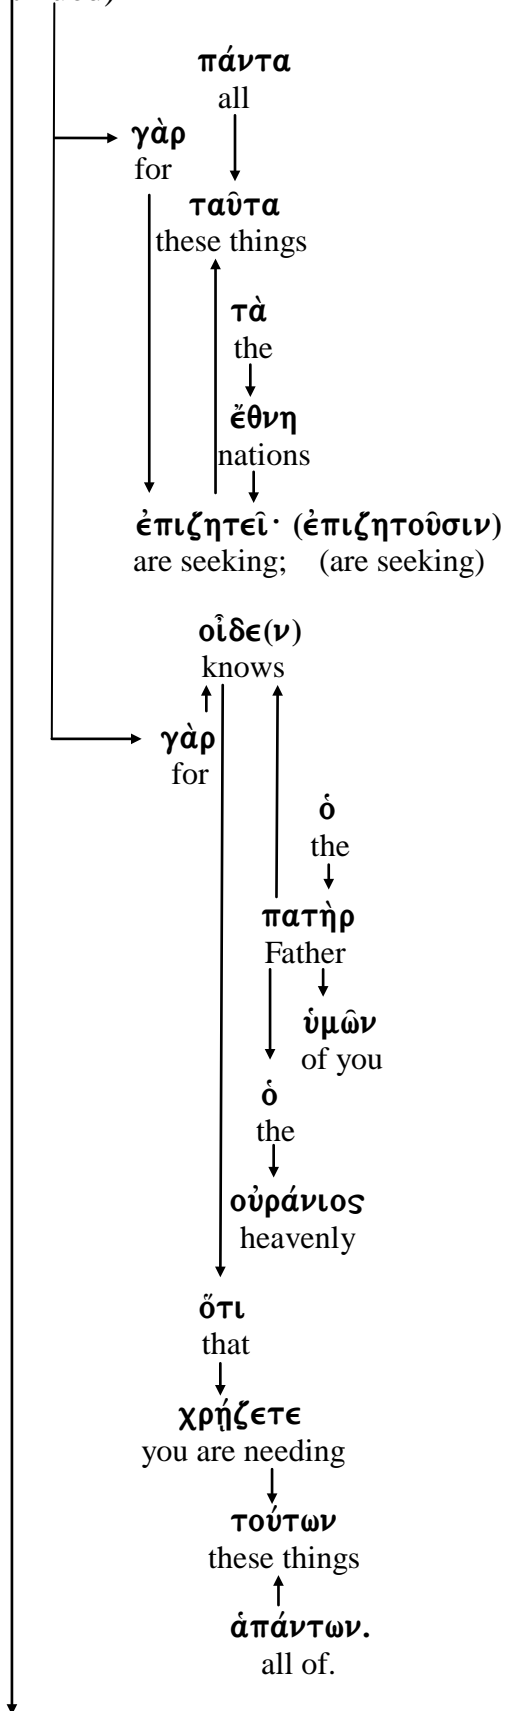 πάντα
all
γὰρ
for
ταῦτα
these things
τὰ
the
ἔθνη
nations
ἐπιζητεῖ· (ἐπιζητοῦσιν)
are seeking; (are seeking)
οἶδε(ν)
knows
γὰρ
for
ὁ
the
πατὴρ
Father
ὑμῶν
of you
ὁ
the
οὐράνιος
heavenly
ὅτι
that
χρῄζετε
you are needing
τούτων
these things
ἁπάντων.
all of.